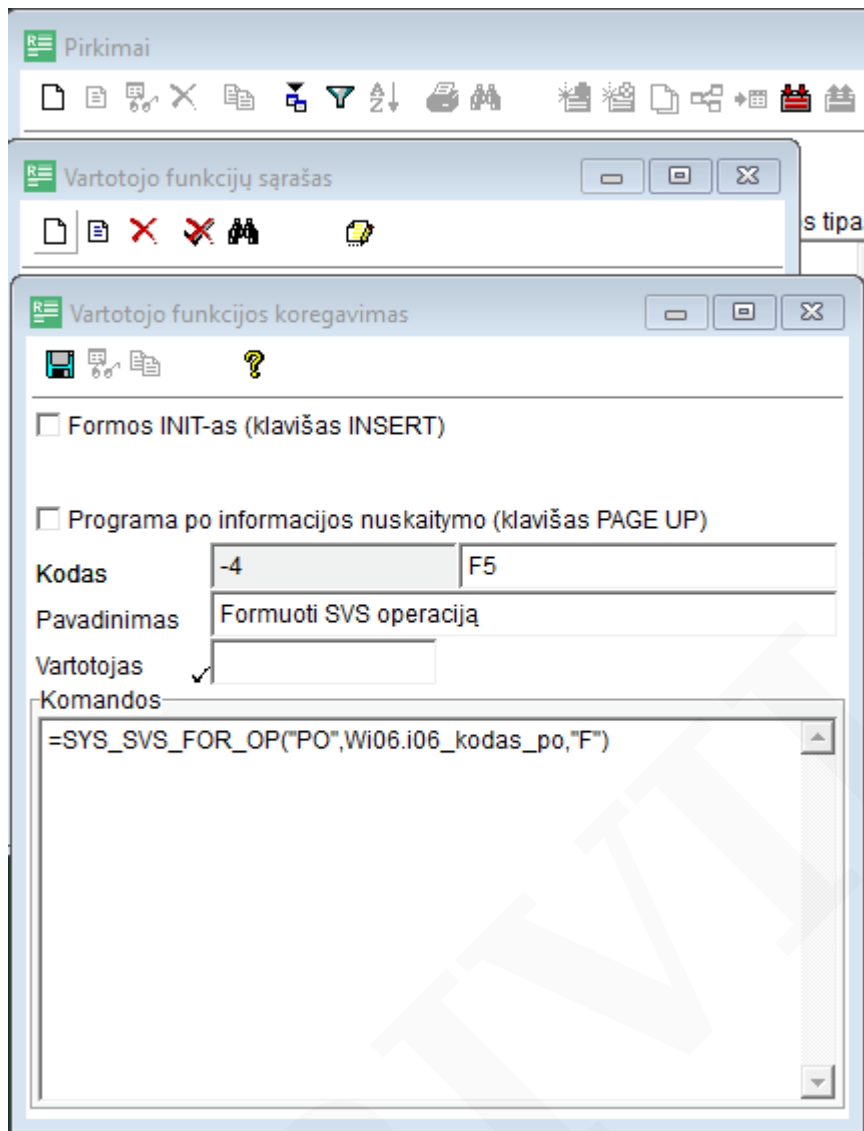 Pirkimai
Vartotojo funkcijų sąrašas
s tipa
Vartotojo funkcijos koregavimas
Formos INIT-as (klavišas INSERT)
Programa po informacijos nuskaitymo (klavišas PAGE UP)
Kodas -4 F5
Pavadinimas Formuoti SVS operaciją
Vartotojas
Komandos
=SYS_SVS_FOR_OP("PO",Wi06.i06_kodas_po,"F")